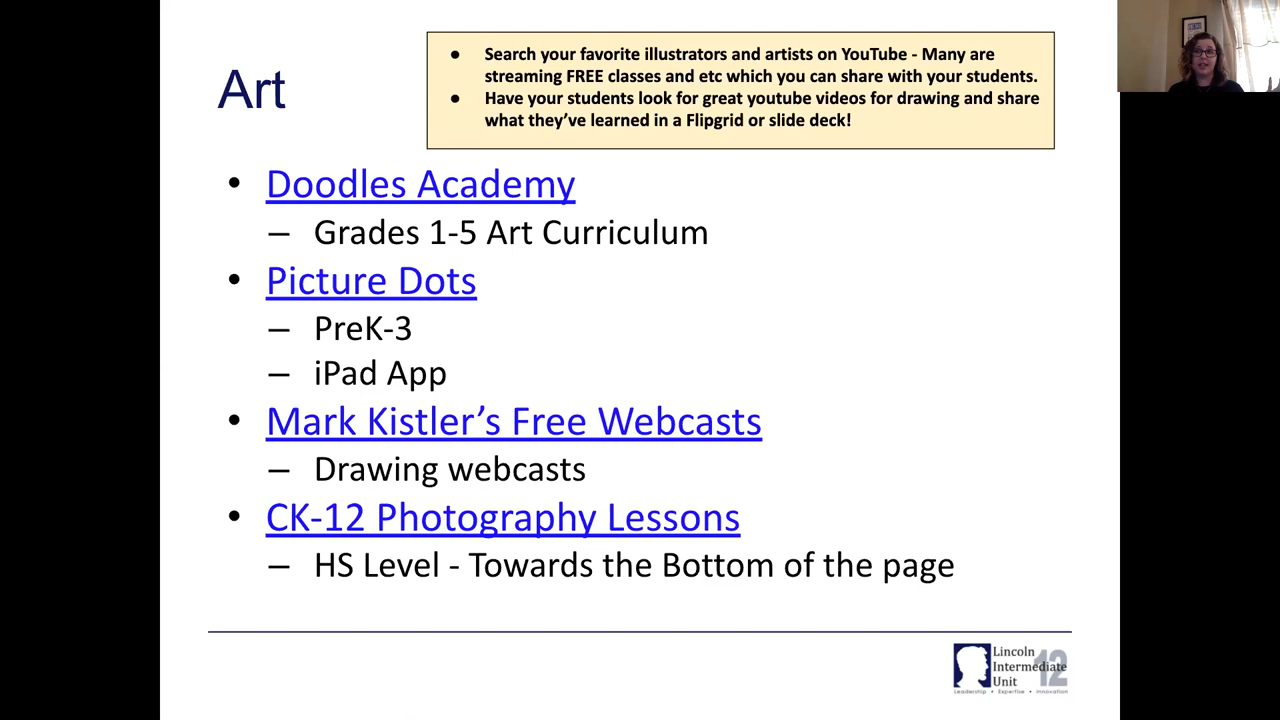 Art
● Search your favorite illustrators and artists on YouTube - Many are
streaming FREE classes and etc which you can share with your students.
● Have your students look for great youtube videos for drawing and share
what they’ve learned in a Flipgrid or slide deck!
• Doodles Academy
– Grades 1-5 Art Curriculum
• Picture Dots
– PreK-3
– iPad App
• Mark Kistler’s Free Webcasts
– Drawing webcasts
• CK-12 Photography Lessons
– HS Level - Towards the Bottom of the page
Lincoln
Intermediate
Unit 12
Leadership • Expertise • Innovation